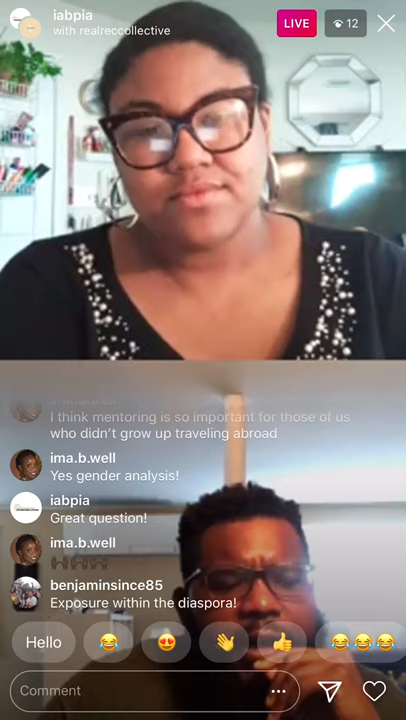 iabpia
with realreccollective
LIVE
12
I think mentoring is so important for those of us
who didn't grow up traveling abroad
ima.b.well
Yes gender analysis!
iabpia
Great question!
ima.b.well
🙌🏿🙌🏿🙌🏿
benjaminsince85
Exposure within the diaspora!
Hello 😂 😍 👋 👍 😂😂😂
Comment